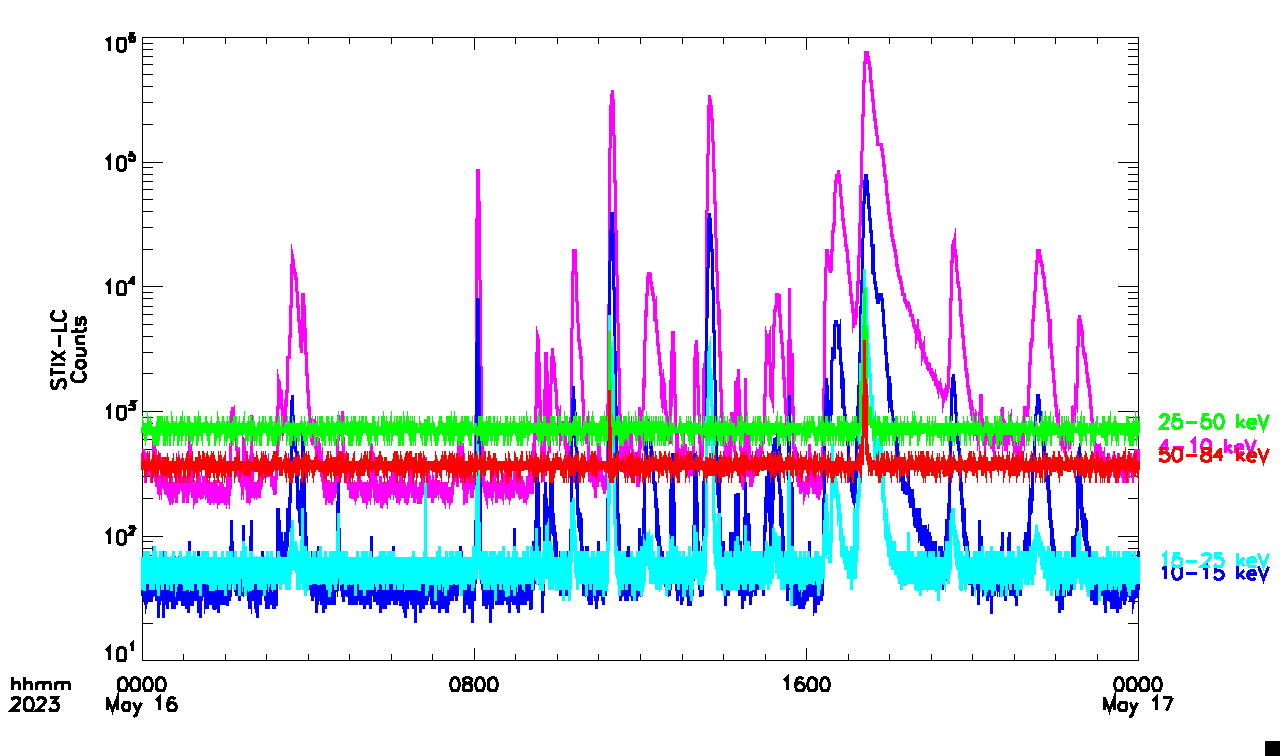 10⁶
10⁵
10⁴
10³
10²
10¹
STIX-LC
Counts
25-50 keV
4-10 keV
50-84 keV
15-25 keV
10-15 keV
hhmm 0000 0800 1600 0000
2023 May 16 May 17